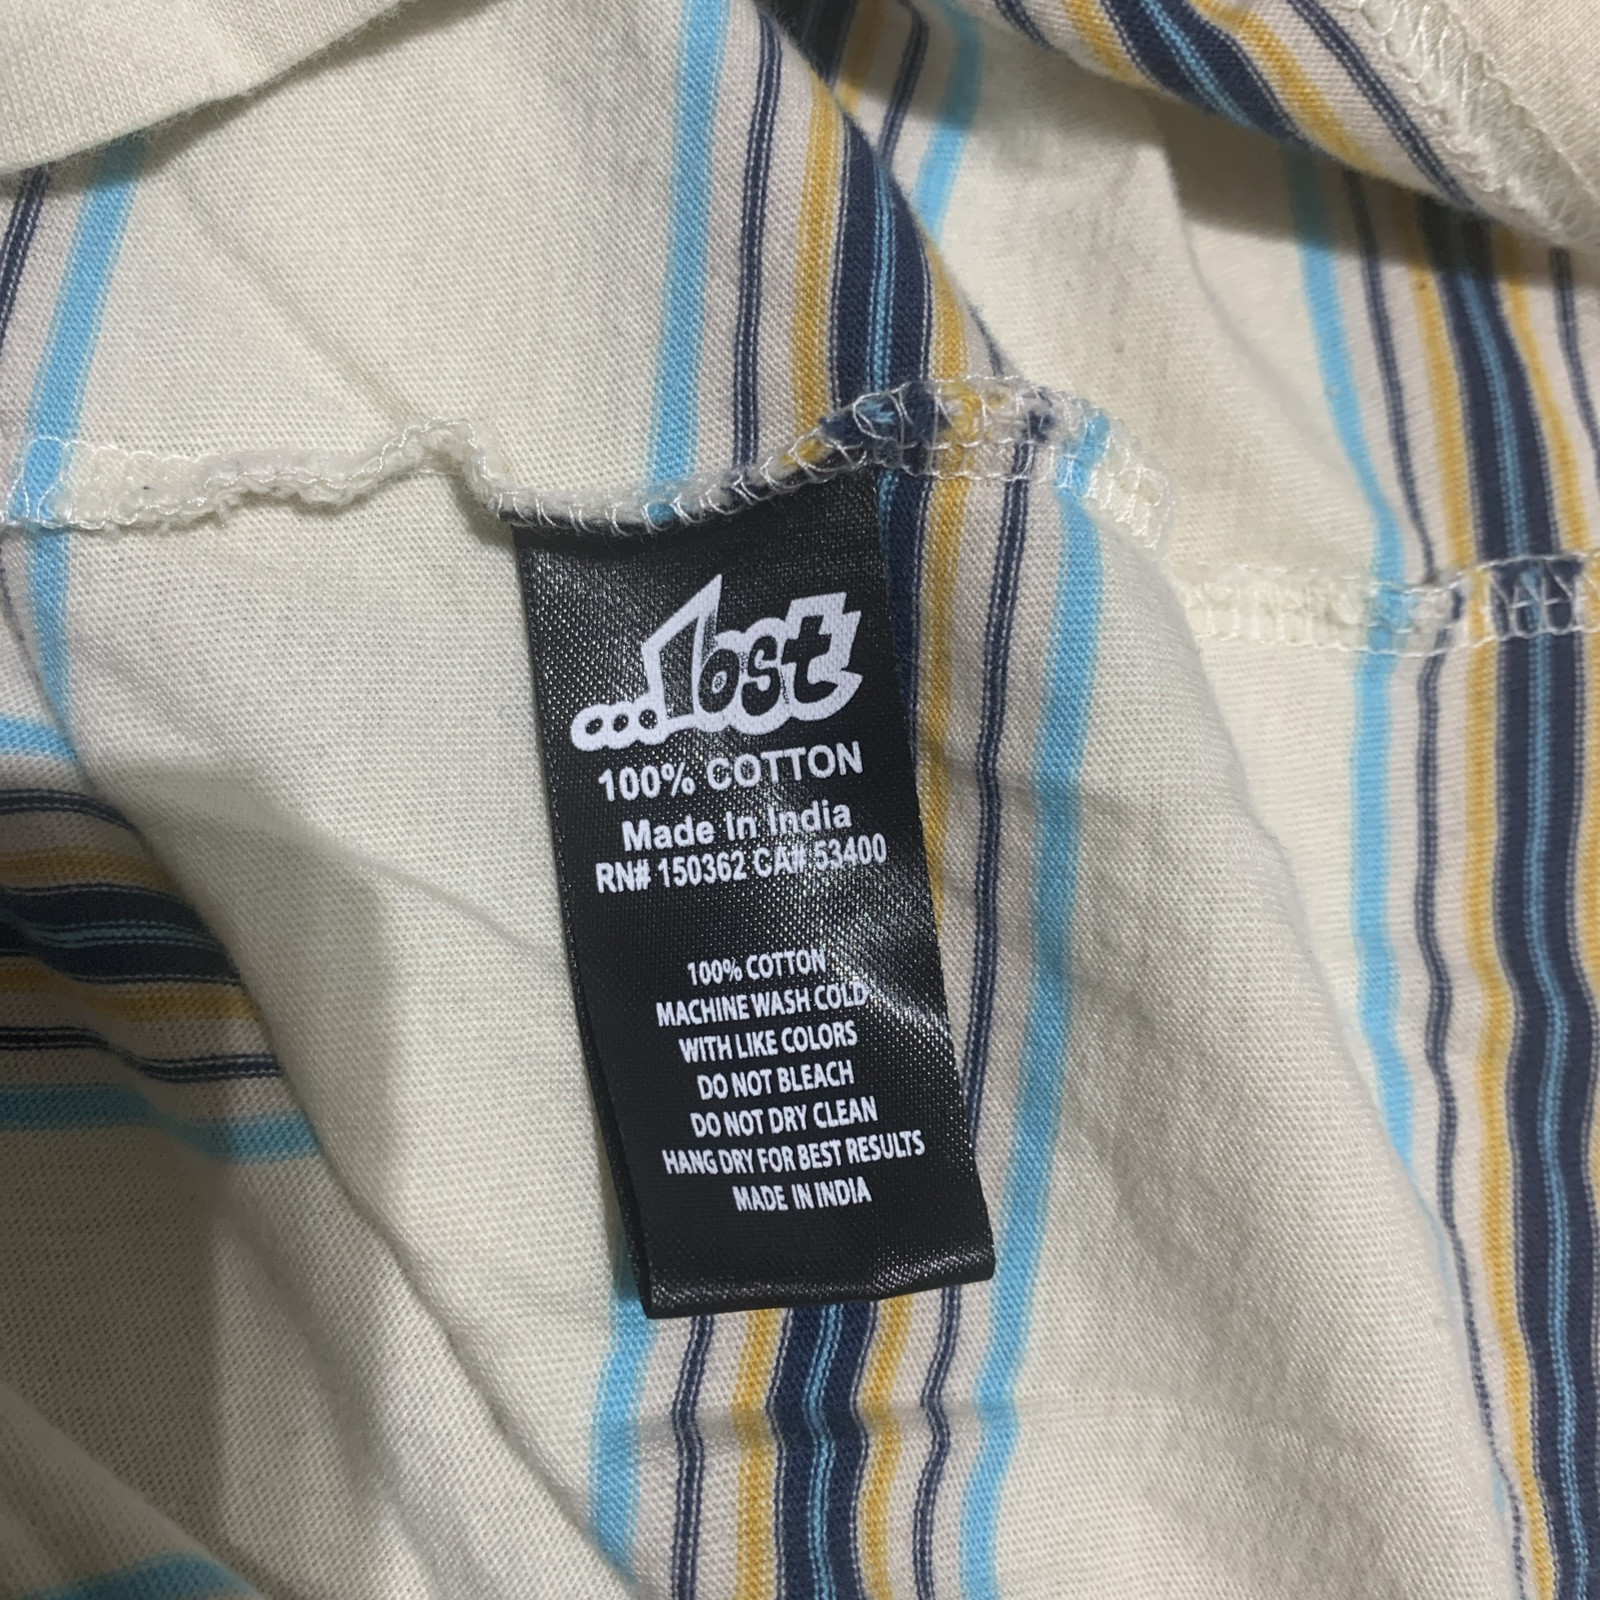 ...Lost
100% COTTON
Made In India
RN# 150362 CA# 53400
100% COTTON
MACHINE WASH COLD
WITH LIKE COLORS
DO NOT BLEACH
DO NOT DRY CLEAN
HANG DRY FOR BEST RESULTS
MADE IN INDIA